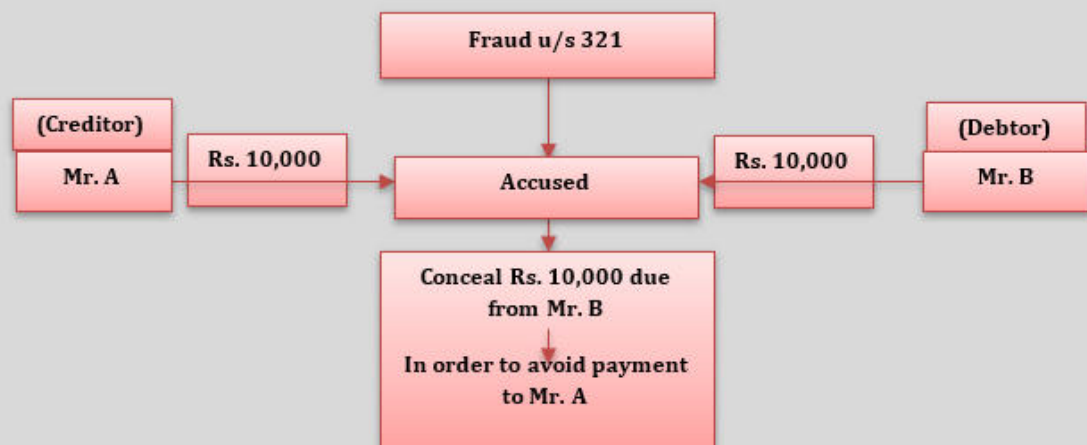 Fraud u/s 321
(Creditor)
Mr. A
Rs. 10,000
Accused
Rs. 10,000
(Debtor)
Mr. B
Conceal Rs. 10,000 due
from Mr. B
In order to avoid payment
to Mr. A